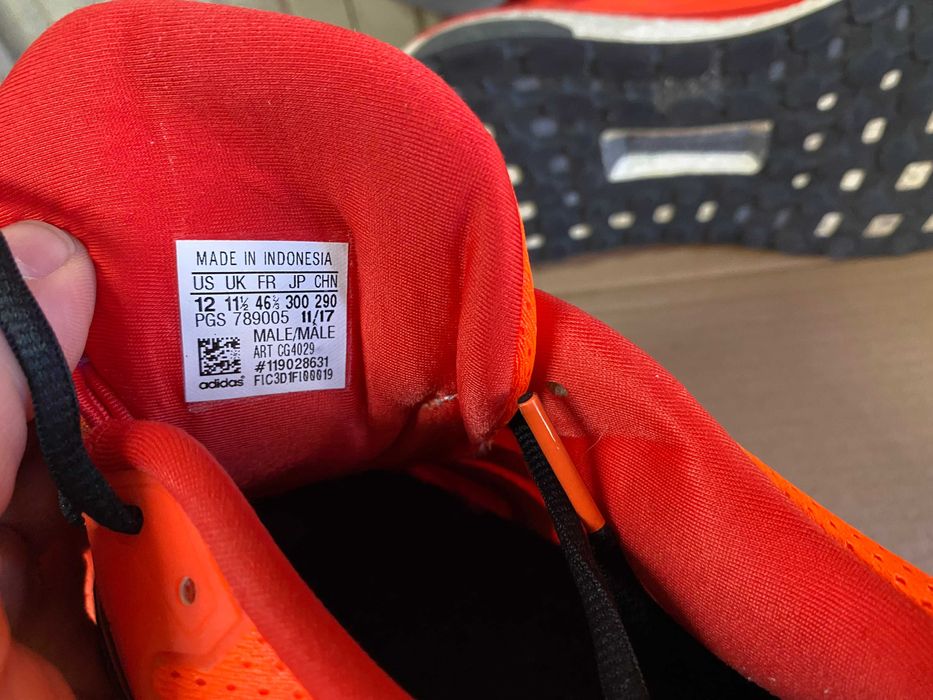 MADE IN INDONESIA
US UK FR JP CHN
12 11½ 46⅔ 300 290
PGS 789005 11/17
MALE/MÂLE
ART CG4029
#119028631
adidas F1C3D1FI00019